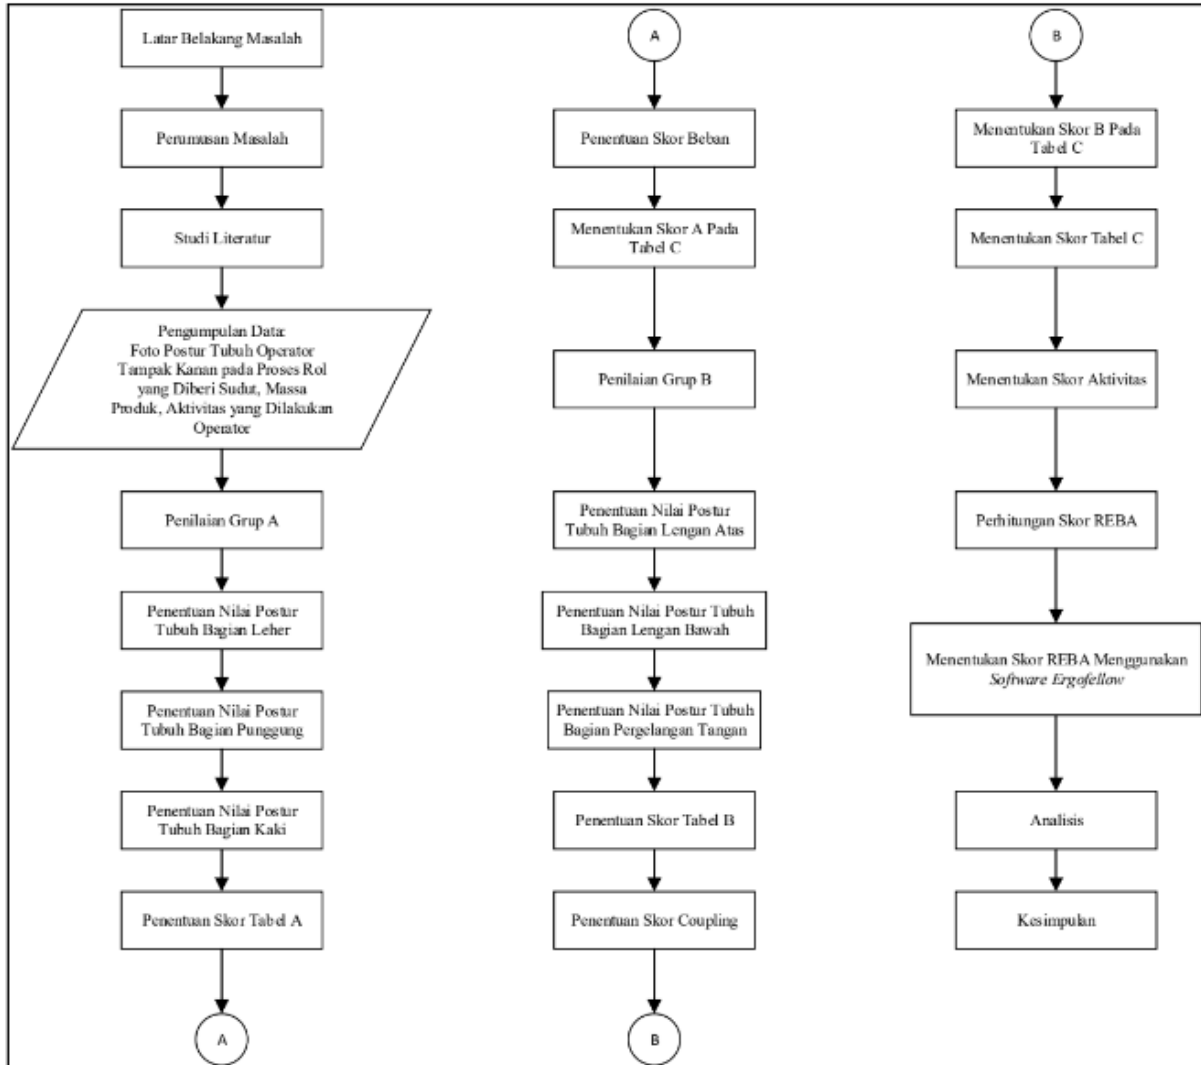 Latar Belakang Masalah
Perumusan Masalah
Studi Literatur
Pengumpulan Data:
Foto Postur Tubuh Operator
Tampak Kanan pada Proses Rol
yang Diberi Sudut, Massa
Produk, Aktivitas yang Dilakukan
Operator
Penilaian Grup A
Penentuan Nilai Postur
Tubuh Bagian Leher
Penentuan Nilai Postur
Tubuh Bagian Punggung
Penentuan Nilai Postur
Tubuh Bagian Kaki
Penentuan Skor Tabel A
A
A
Penentuan Skor Beban
Menentukan Skor A Pada
Tabel C
Penilaian Grup B
Penentuan Nilai Postur
Tubuh Bagian Lengan Atas
Penentuan Nilai Postur Tubuh
Bagian Lengan Bawah
Penentuan Nilai Postur Tubuh
Bagian Pergelangan Tangan
Penentuan Skor Tabel B
Penentuan Skor Coupling
B
B
Menentukan Skor B Pada
Tabel C
Menentukan Skor Tabel C
Menentukan Skor Aktivitas
Perhitungan Skor REBA
Menentukan Skor REBA Menggunakan
Software Ergofellow
Analisis
Kesimpulan